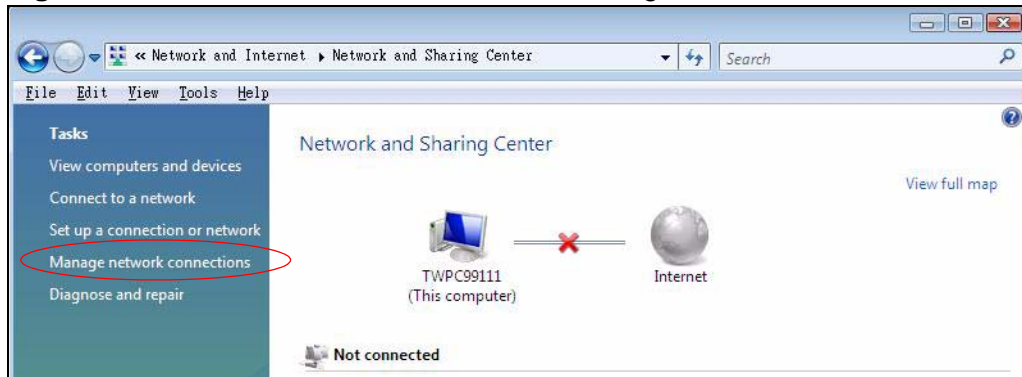 « Network and Internet ▸ Network and Sharing Center
Search
File Edit View Tools Help
Tasks
View computers and devices
Connect to a network
Set up a connection or network
Manage network connections
Diagnose and repair
Network and Sharing Center
View full map
TWPC99111
(This computer)
Internet
Not connected